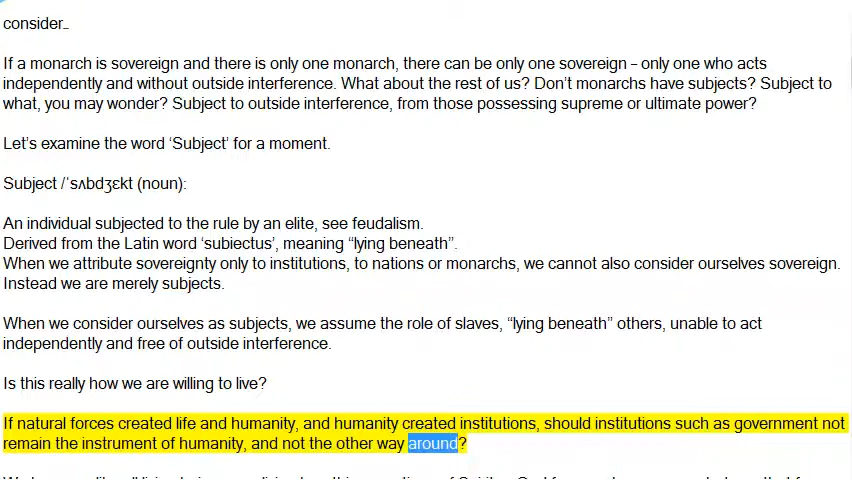 consider…
If a monarch is sovereign and there is only one monarch, there can be only one sovereign – only one who acts
independently and without outside interference. What about the rest of us? Don’t monarchs have subjects? Subject to
what, you may wonder? Subject to outside interference, from those possessing supreme or ultimate power?
Let’s examine the word ‘Subject’ for a moment.
Subject /ˈsʌbdʒɛkt (noun):
An individual subjected to the rule by an elite, see feudalism.
Derived from the Latin word ‘subiectus’, meaning “lying beneath”.
When we attribute sovereignty only to institutions, to nations or monarchs, we cannot also consider ourselves sovereign.
Instead we are merely subjects.
When we consider ourselves as subjects, we assume the role of slaves, “lying beneath” others, unable to act
independently and free of outside interference.
Is this really how we are willing to live?
If natural forces created life and humanity, and humanity created institutions, should institutions such as government not
remain the instrument of humanity, and not the other way around?